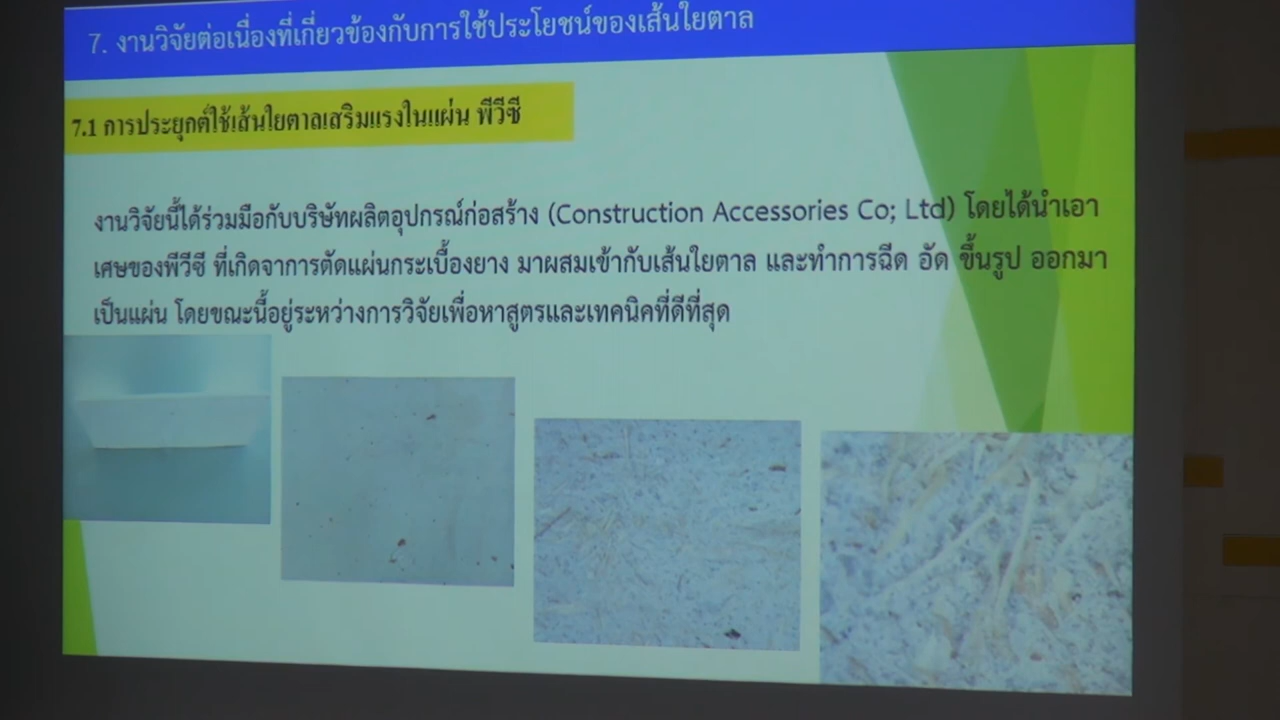 7. งานวิจัยต่อเนื่องที่เกี่ยวข้องกับการใช้ประโยชน์ของเส้นใยตาล
7.1 การประยุกต์ใช้เส้นใยตาลเสริมแรงในแผ่น พีวีซี
งานวิจัยนี้ได้ร่วมมือกับบริษัทผลิตอุปกรณ์ก่อสร้าง (Construction Accessories Co; Ltd) โดยได้นำเอา
เศษของพีวีซี ที่เกิดจาการตัดแผ่นกระเบื้องยาง มาผสมเข้ากับเส้นใยตาล และทำการฉีด อัด ขึ้นรูป ออกมา
เป็นแผ่น โดยขณะนี้อยู่ระหว่างการวิจัยเพื่อหาสูตรและเทคนิคที่ดีที่สุด